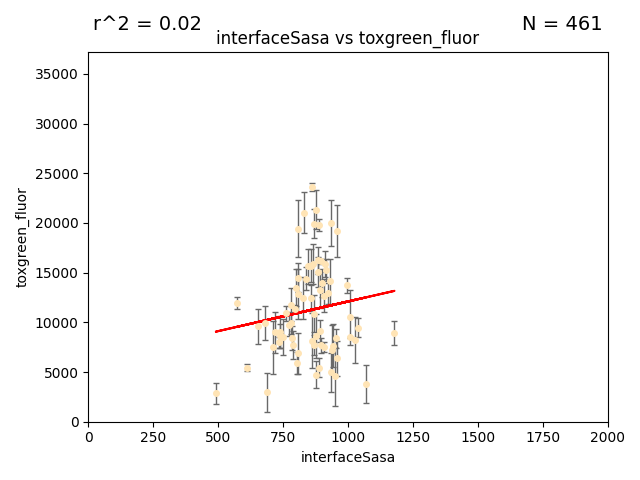 r^2 = 0.02
N = 461
interfaceSasa vs toxgreen_fluor
35000
30000
25000
20000
15000
10000
5000
0
toxgreen_fluor
0 250 500 750 1000 1250 1500 1750 2000
interfaceSasa